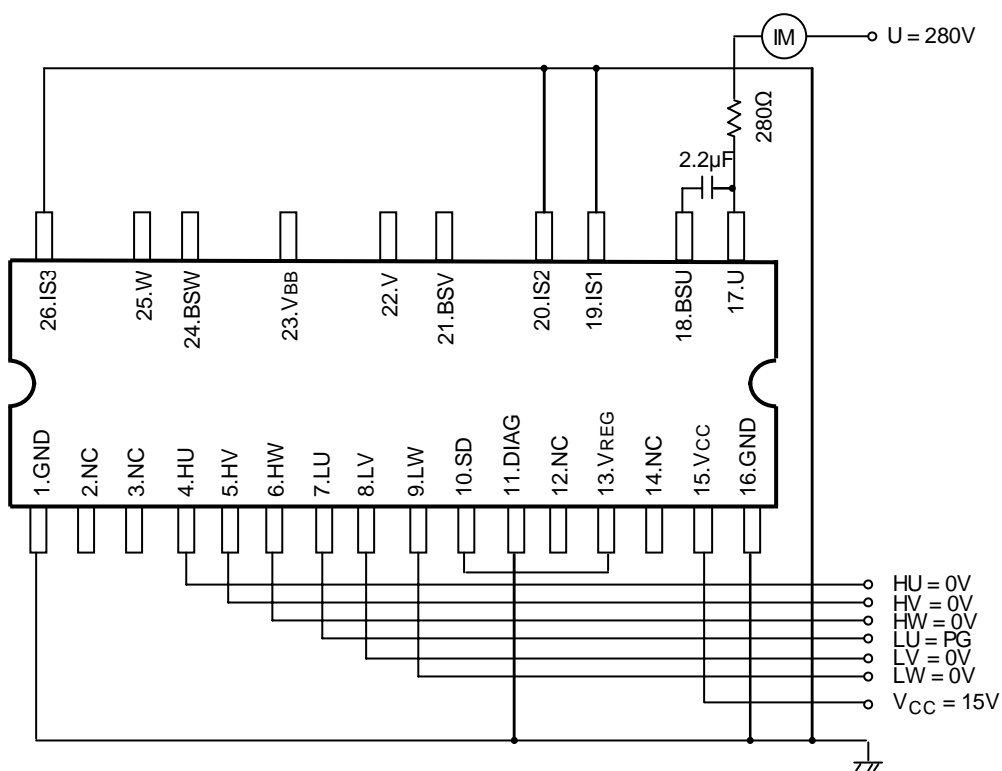 IM
U = 280V
280Ω
2.2µF
26.IS3
25.W
24.BSW
23.VBB
22.V
21.BSV
20.IS2
19.IS1
18.BSU
17.U
1.GND
2.NC
3.NC
4.HU
5.HV
6.HW
7.LU
8.LV
9.LW
10.SD
11.DIAG
12.NC
13.VREG
14.NC
15.VCC
16.GND
HU = 0V
HV = 0V
HW = 0V
LU = PG
LV = 0V
LW = 0V
VCC = 15V